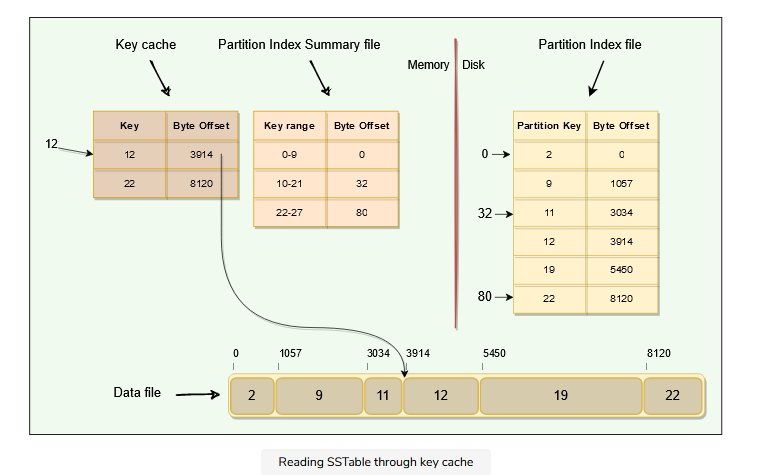 Key cache
Partition Index Summary file
Partition Index file
Memory
Disk
Key Byte Offset
12 3914
22 8120
Key range Byte Offset
0-9 0
10-21 32
22-27 80
Partition Key Byte Offset
2 0
9 1057
11 3034
12 3914
19 5450
22 8120
12
0
32
80
0 1057 3034 3914 5450 8120
Data file
2 9 11 12 19 22
Reading SSTable through key cache